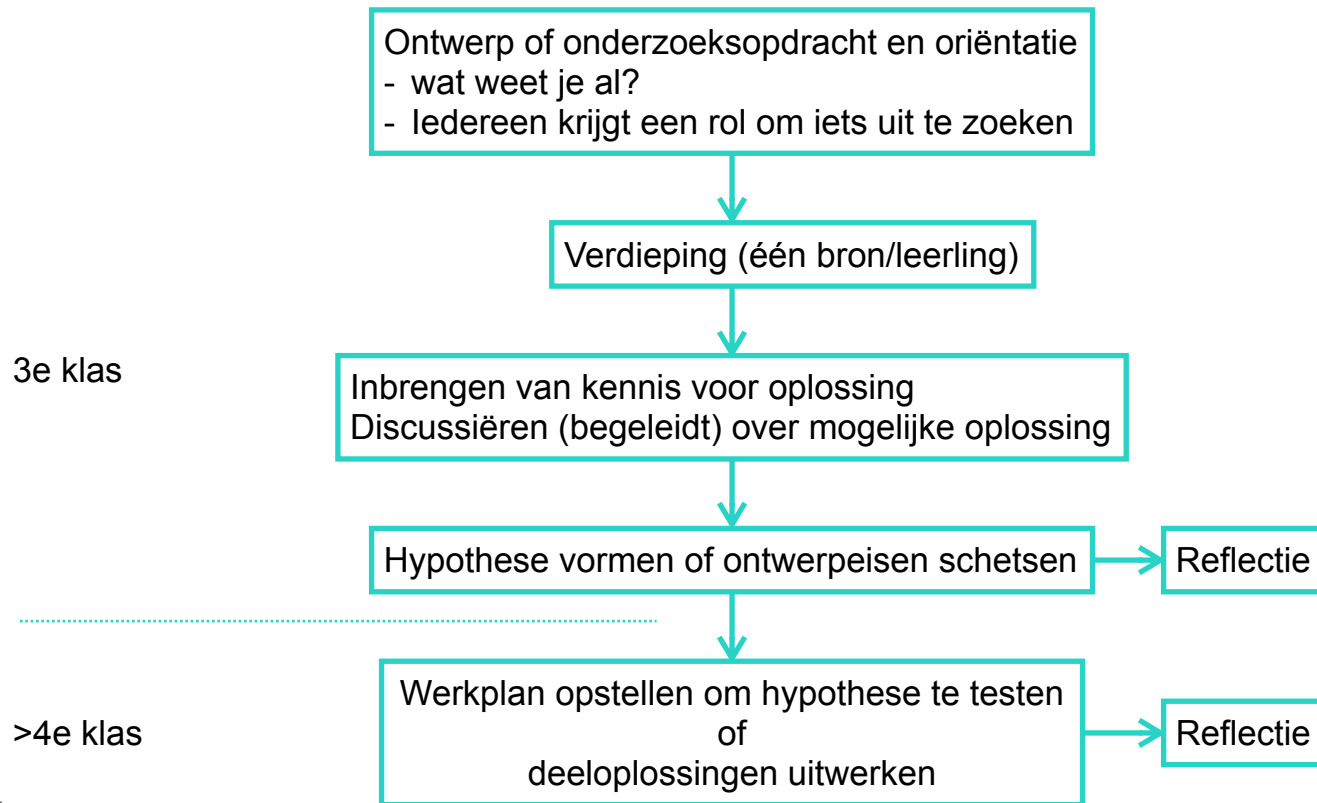 Ontwerp of onderzoeksopdracht en oriëntatie
- wat weet je al?
- Iedereen krijgt een rol om iets uit te zoeken
Verdieping (één bron/leerling)
3e klas
Inbrengen van kennis voor oplossing
Discussiëren (begeleidt) over mogelijke oplossing
Hypothese vormen of ontwerpeisen schetsen
Reflectie
Werkplan opstellen om hypothese te testen
of
deeloplossingen uitwerken
>4e klas
Reflectie